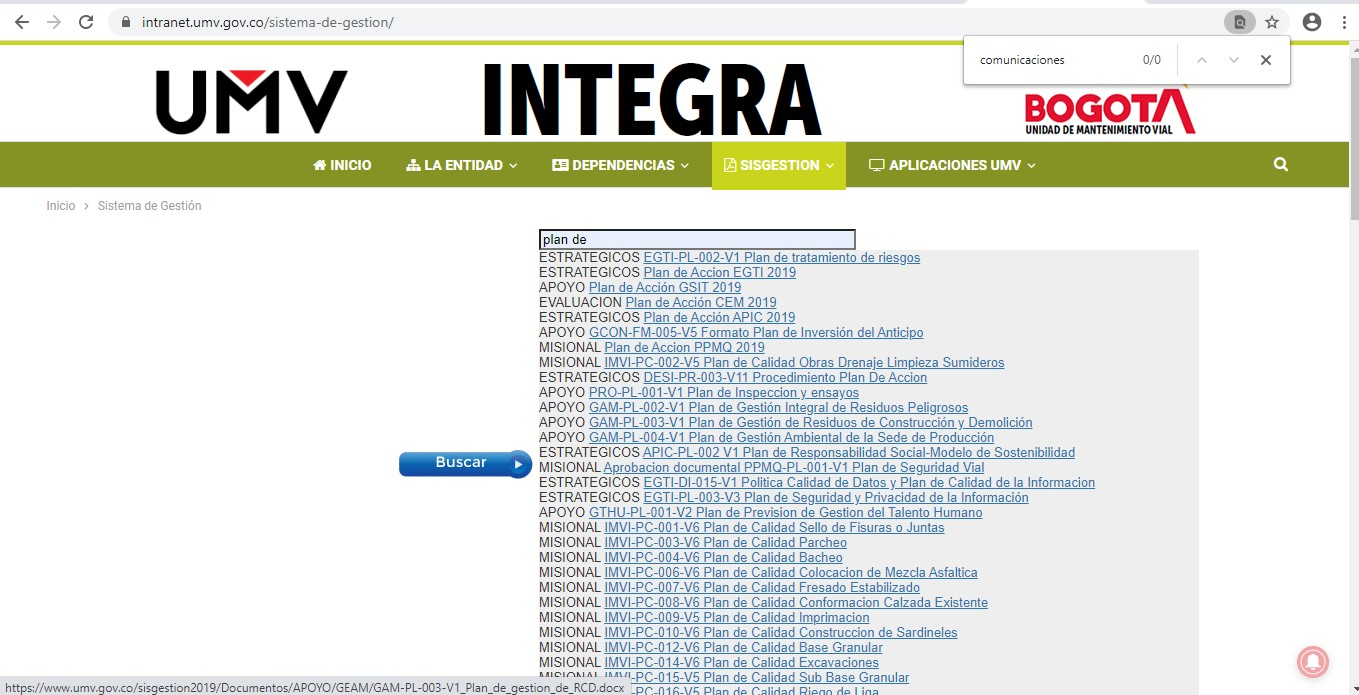 intranet.umv.gov.co/sistema-de-gestion/
comunicaciones 0/0
UMV
INTEGRA
BOGOTA
UNIDAD DE MANTENIMIENTO VIAL
INICIO LA ENTIDAD DEPENDENCIAS SISGESTION APLICACIONES UMV
Inicio > Sistema de Gestión
plan de
ESTRATEGICOS EGTI-PL-002-V1 Plan de tratamiento de riesgos
ESTRATEGICOS Plan de Accion EGTI 2019
APOYO Plan de Acción GSIT 2019
EVALUACION Plan de Acción CEM 2019
ESTRATEGICOS Plan de Acción APIC 2019
APOYO GCON-FM-005-V5 Formato Plan de Inversión del Anticipo
MISIONAL Plan de Accion PPMQ 2019
MISIONAL IMVI-PC-002-V5 Plan de Calidad Obras Drenaje Limpieza Sumideros
ESTRATEGICOS DESI-PR-003-V11 Procedimiento Plan De Accion
APOYO PRO-PL-001-V1 Plan de Inspeccion y ensayos
APOYO GAM-PL-002-V1 Plan de Gestión Integral de Residuos Peligrosos
APOYO GAM-PL-003-V1 Plan de Gestión de Residuos de Construcción y Demolición
APOYO GAM-PL-004-V1 Plan de Gestión Ambiental de la Sede de Producción
ESTRATEGICOS APIC-PL-002 V1 Plan de Responsabilidad Social-Modelo de Sostenibilidad
Buscar
MISIONAL Aprobacion documental PPMQ-PL-001-V1 Plan de Seguridad Vial
ESTRATEGICOS EGTI-DI-015-V1 Politica Calidad de Datos y Plan de Calidad de la Informacion
ESTRATEGICOS EGTI-PL-003-V3 Plan de Seguridad y Privacidad de la Información
APOYO GTHU-PL-001-V2 Plan de Prevision de Gestion del Talento Humano
MISIONAL IMVI-PC-001-V6 Plan de Calidad Sello de Fisuras o Juntas
MISIONAL IMVI-PC-003-V6 Plan de Calidad Parcheo
MISIONAL IMVI-PC-004-V6 Plan de Calidad Bacheo
MISIONAL IMVI-PC-006-V6 Plan de Calidad Colocacion de Mezcla Asfaltica
MISIONAL IMVI-PC-007-V6 Plan de Calidad Fresado Estabilizado
MISIONAL IMVI-PC-008-V6 Plan de Calidad Conformacion Calzada Existente
MISIONAL IMVI-PC-009-V5 Plan de Calidad Imprimacion
MISIONAL IMVI-PC-010-V6 Plan de Calidad Construccion de Sardineles
MISIONAL IMVI-PC-012-V6 Plan de Calidad Base Granular
MISIONAL IMVI-PC-014-V6 Plan de Calidad Excavaciones
MISIONAL IMVI-PC-015-V5 Plan de Calidad Sub Base Granular
-PC-016-V5 Plan de Calidad Riego de Liga
https://www.umv.gov.co/sisgestion2019/Documentos/APOYO/GEAM/GAM-PL-003-V1_Plan_de_gestion_de_RCD.docx